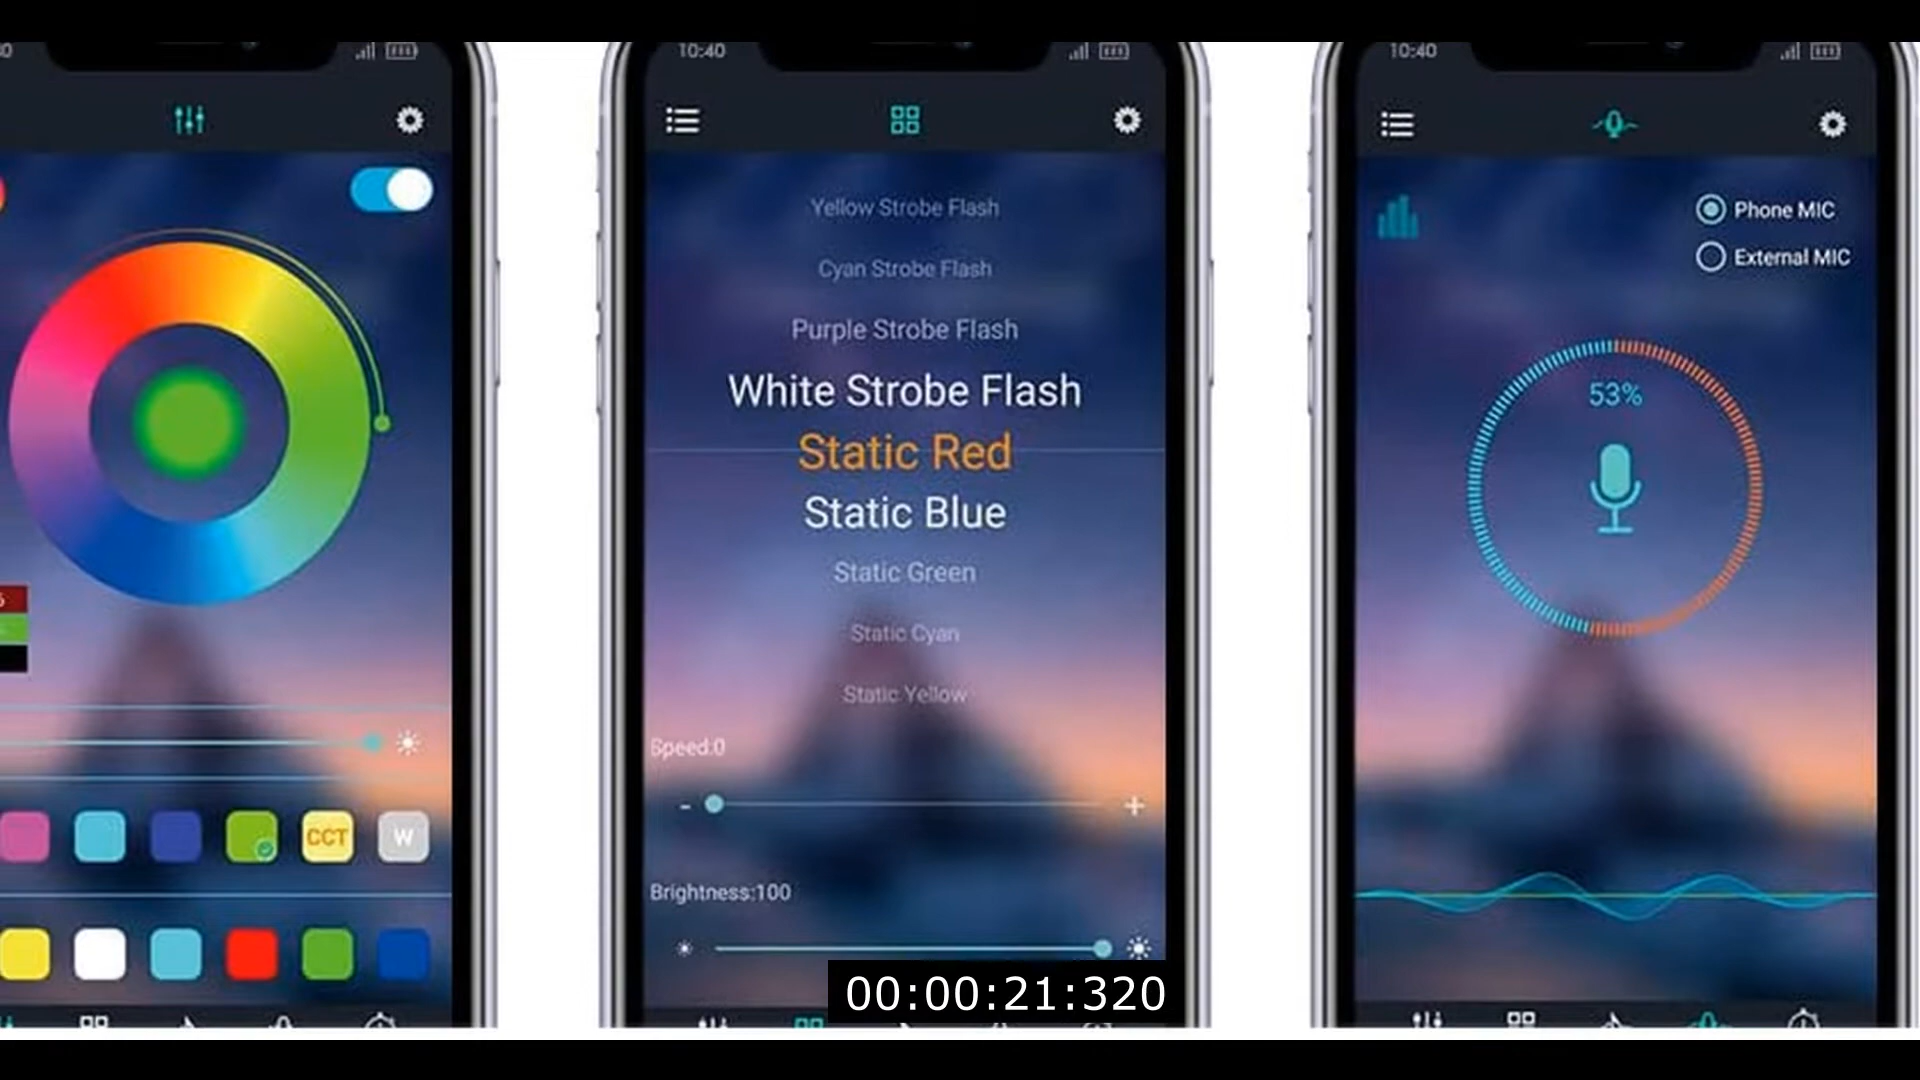 10:40
Yellow Strobe Flash
Cyan Strobe Flash
Purple Strobe Flash
White Strobe Flash
Static Red
Static Blue
Static Green
Static Cyan
Static Yellow
Speed:0
Brightness:100
CCT
W
10:40
Phone MIC
External MIC
53%
00:00:21:320